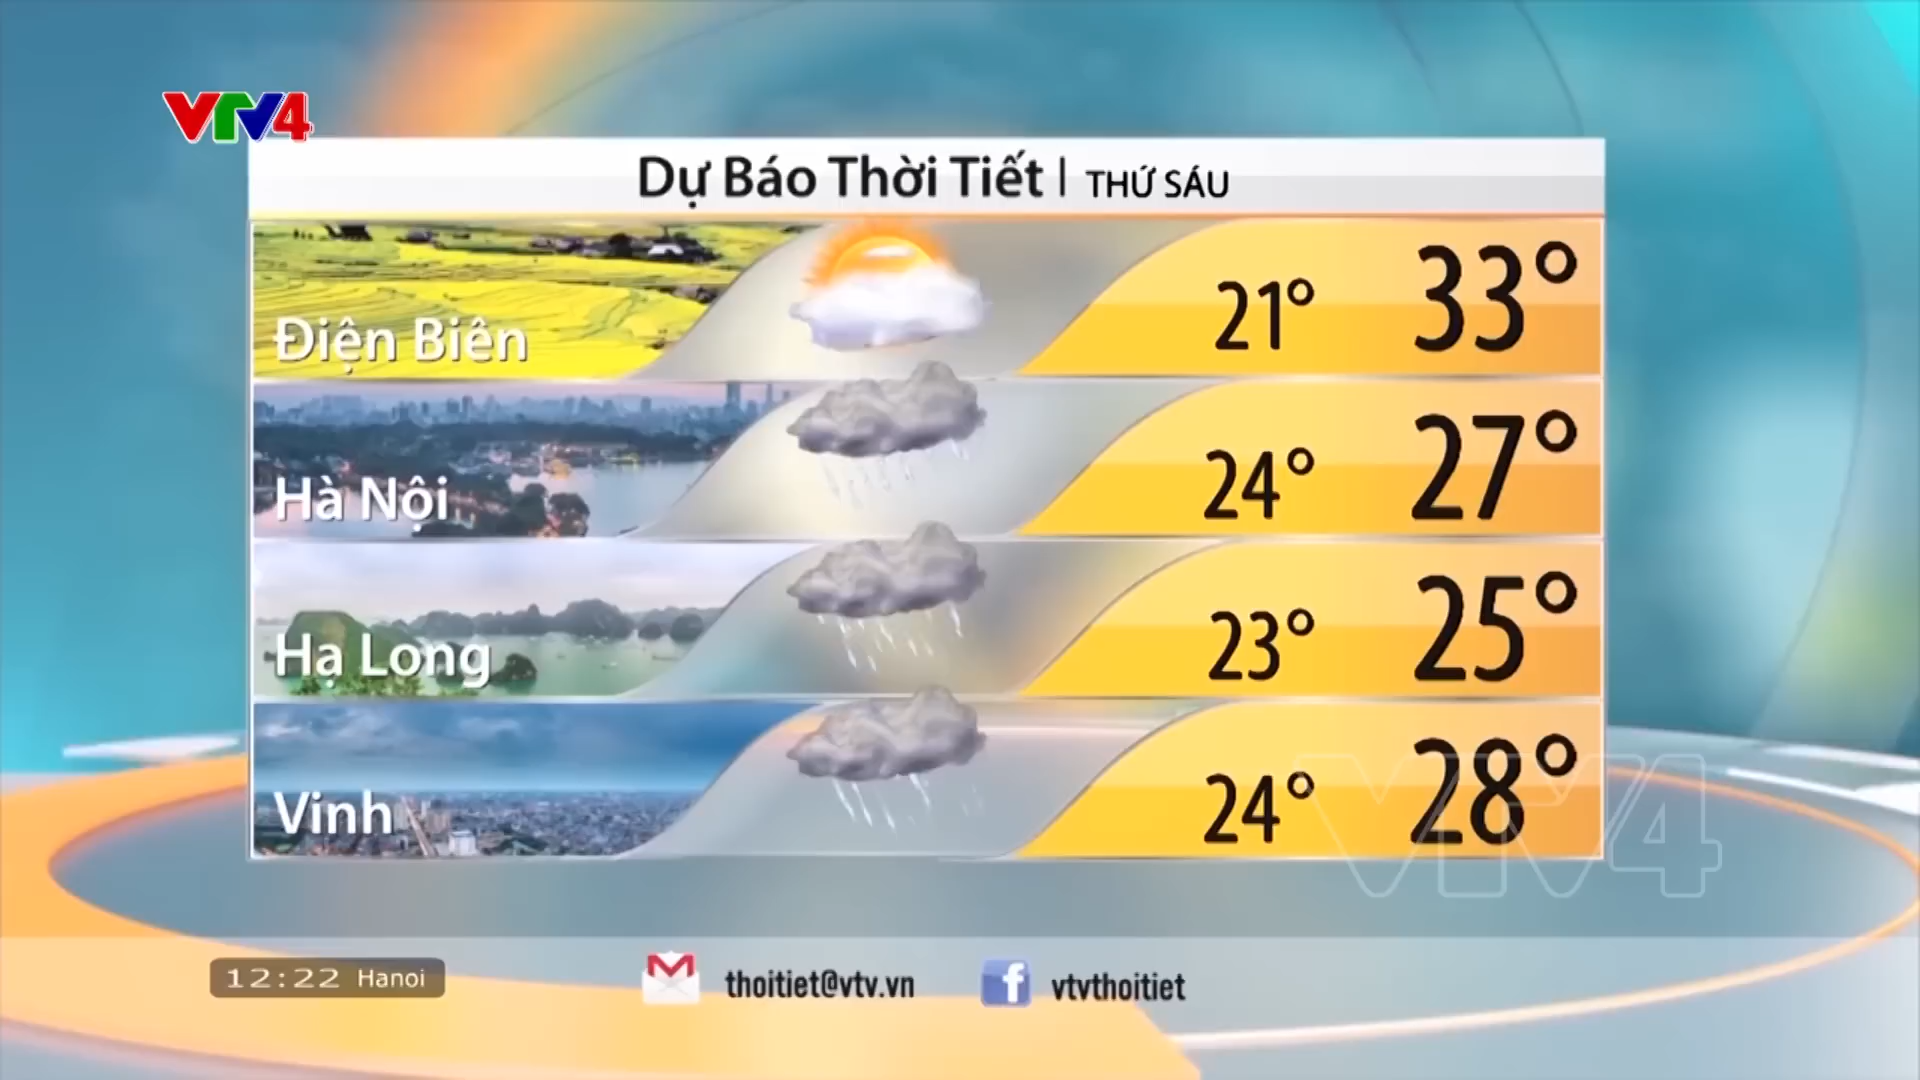 VTV4
Dự Báo Thời Tiết | THỨ SÁU
Điện Biên 21° 33°
Hà Nội 24° 27°
Hạ Long 23° 25°
Vinh 24° 28°
VTV4
12:22 Hanoi thoitiet@vtv.vn vtvthoitiet